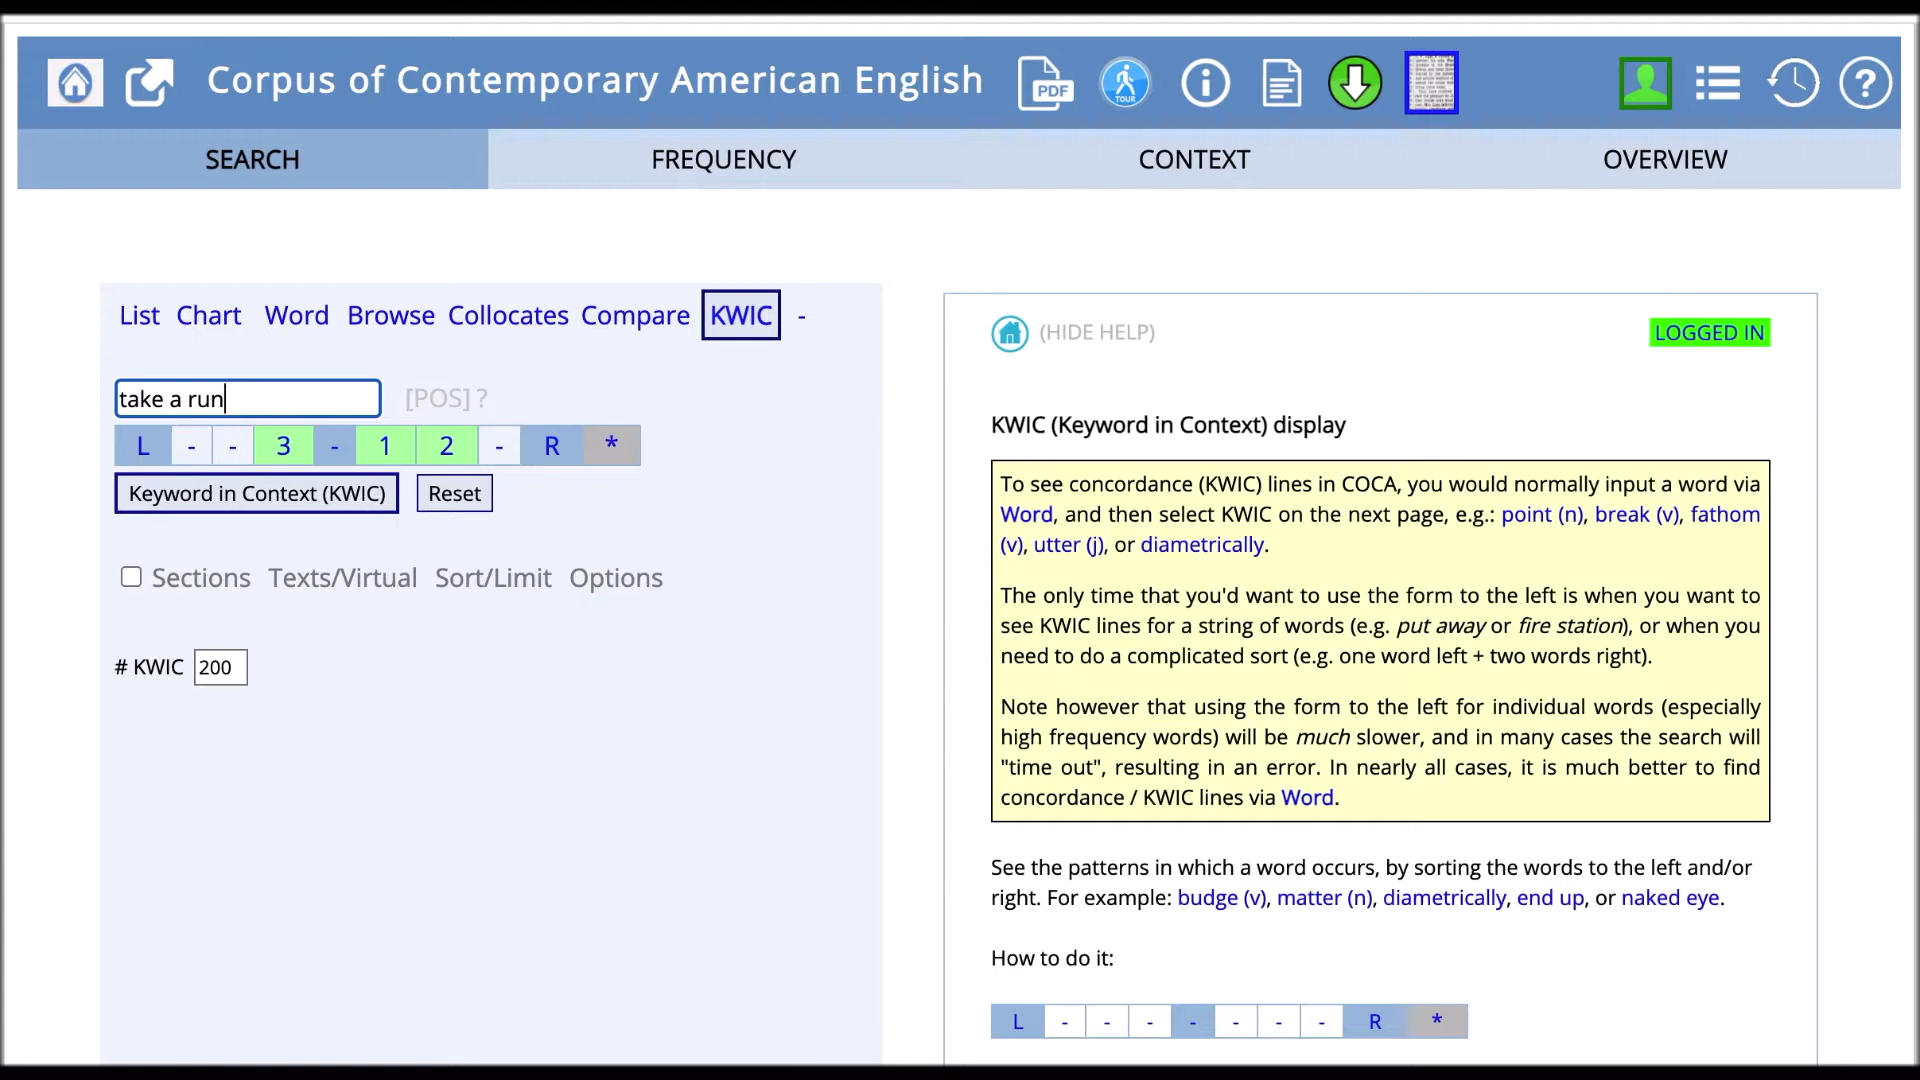 Corpus of Contemporary American English
PDF
TOUR
SEARCH FREQUENCY CONTEXT OVERVIEW
List Chart Word Browse Collocates Compare KWIC -
take a run [POS] ?
L - - 3 - 1 2 - R *
Keyword in Context (KWIC) Reset
Sections Texts/Virtual Sort/Limit Options
# KWIC 200
(HIDE HELP) LOGGED IN
KWIC (Keyword in Context) display
To see concordance (KWIC) lines in COCA, you would normally input a word via
Word, and then select KWIC on the next page, e.g.: point (n), break (v), fathom
(v), utter (j), or diametrically.
The only time that you'd want to use the form to the left is when you want to
see KWIC lines for a string of words (e.g. put away or fire station), or when you
need to do a complicated sort (e.g. one word left + two words right).
Note however that using the form to the left for individual words (especially
high frequency words) will be much slower, and in many cases the search will
"time out", resulting in an error. In nearly all cases, it is much better to find
concordance / KWIC lines via Word.
See the patterns in which a word occurs, by sorting the words to the left and/or
right. For example: budge (v), matter (n), diametrically, end up, or naked eye.
How to do it:
L - - - - - - - R *